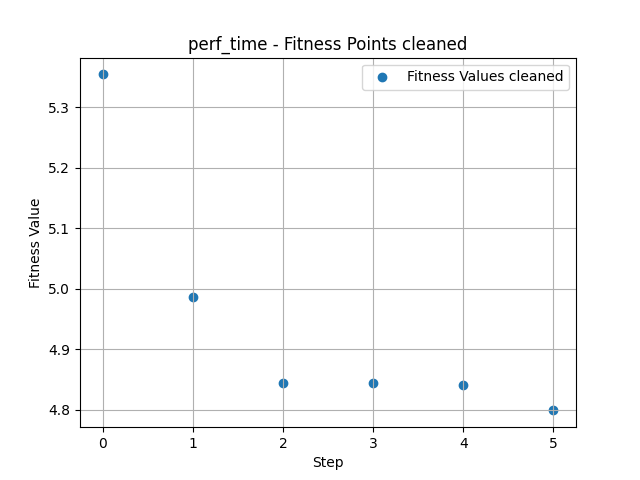 perf_time - Fitness Points cleaned
Fitness Values cleaned
Fitness Value
5.3
5.2
5.1
5.0
4.9
4.8
0 1 2 3 4 5
Step